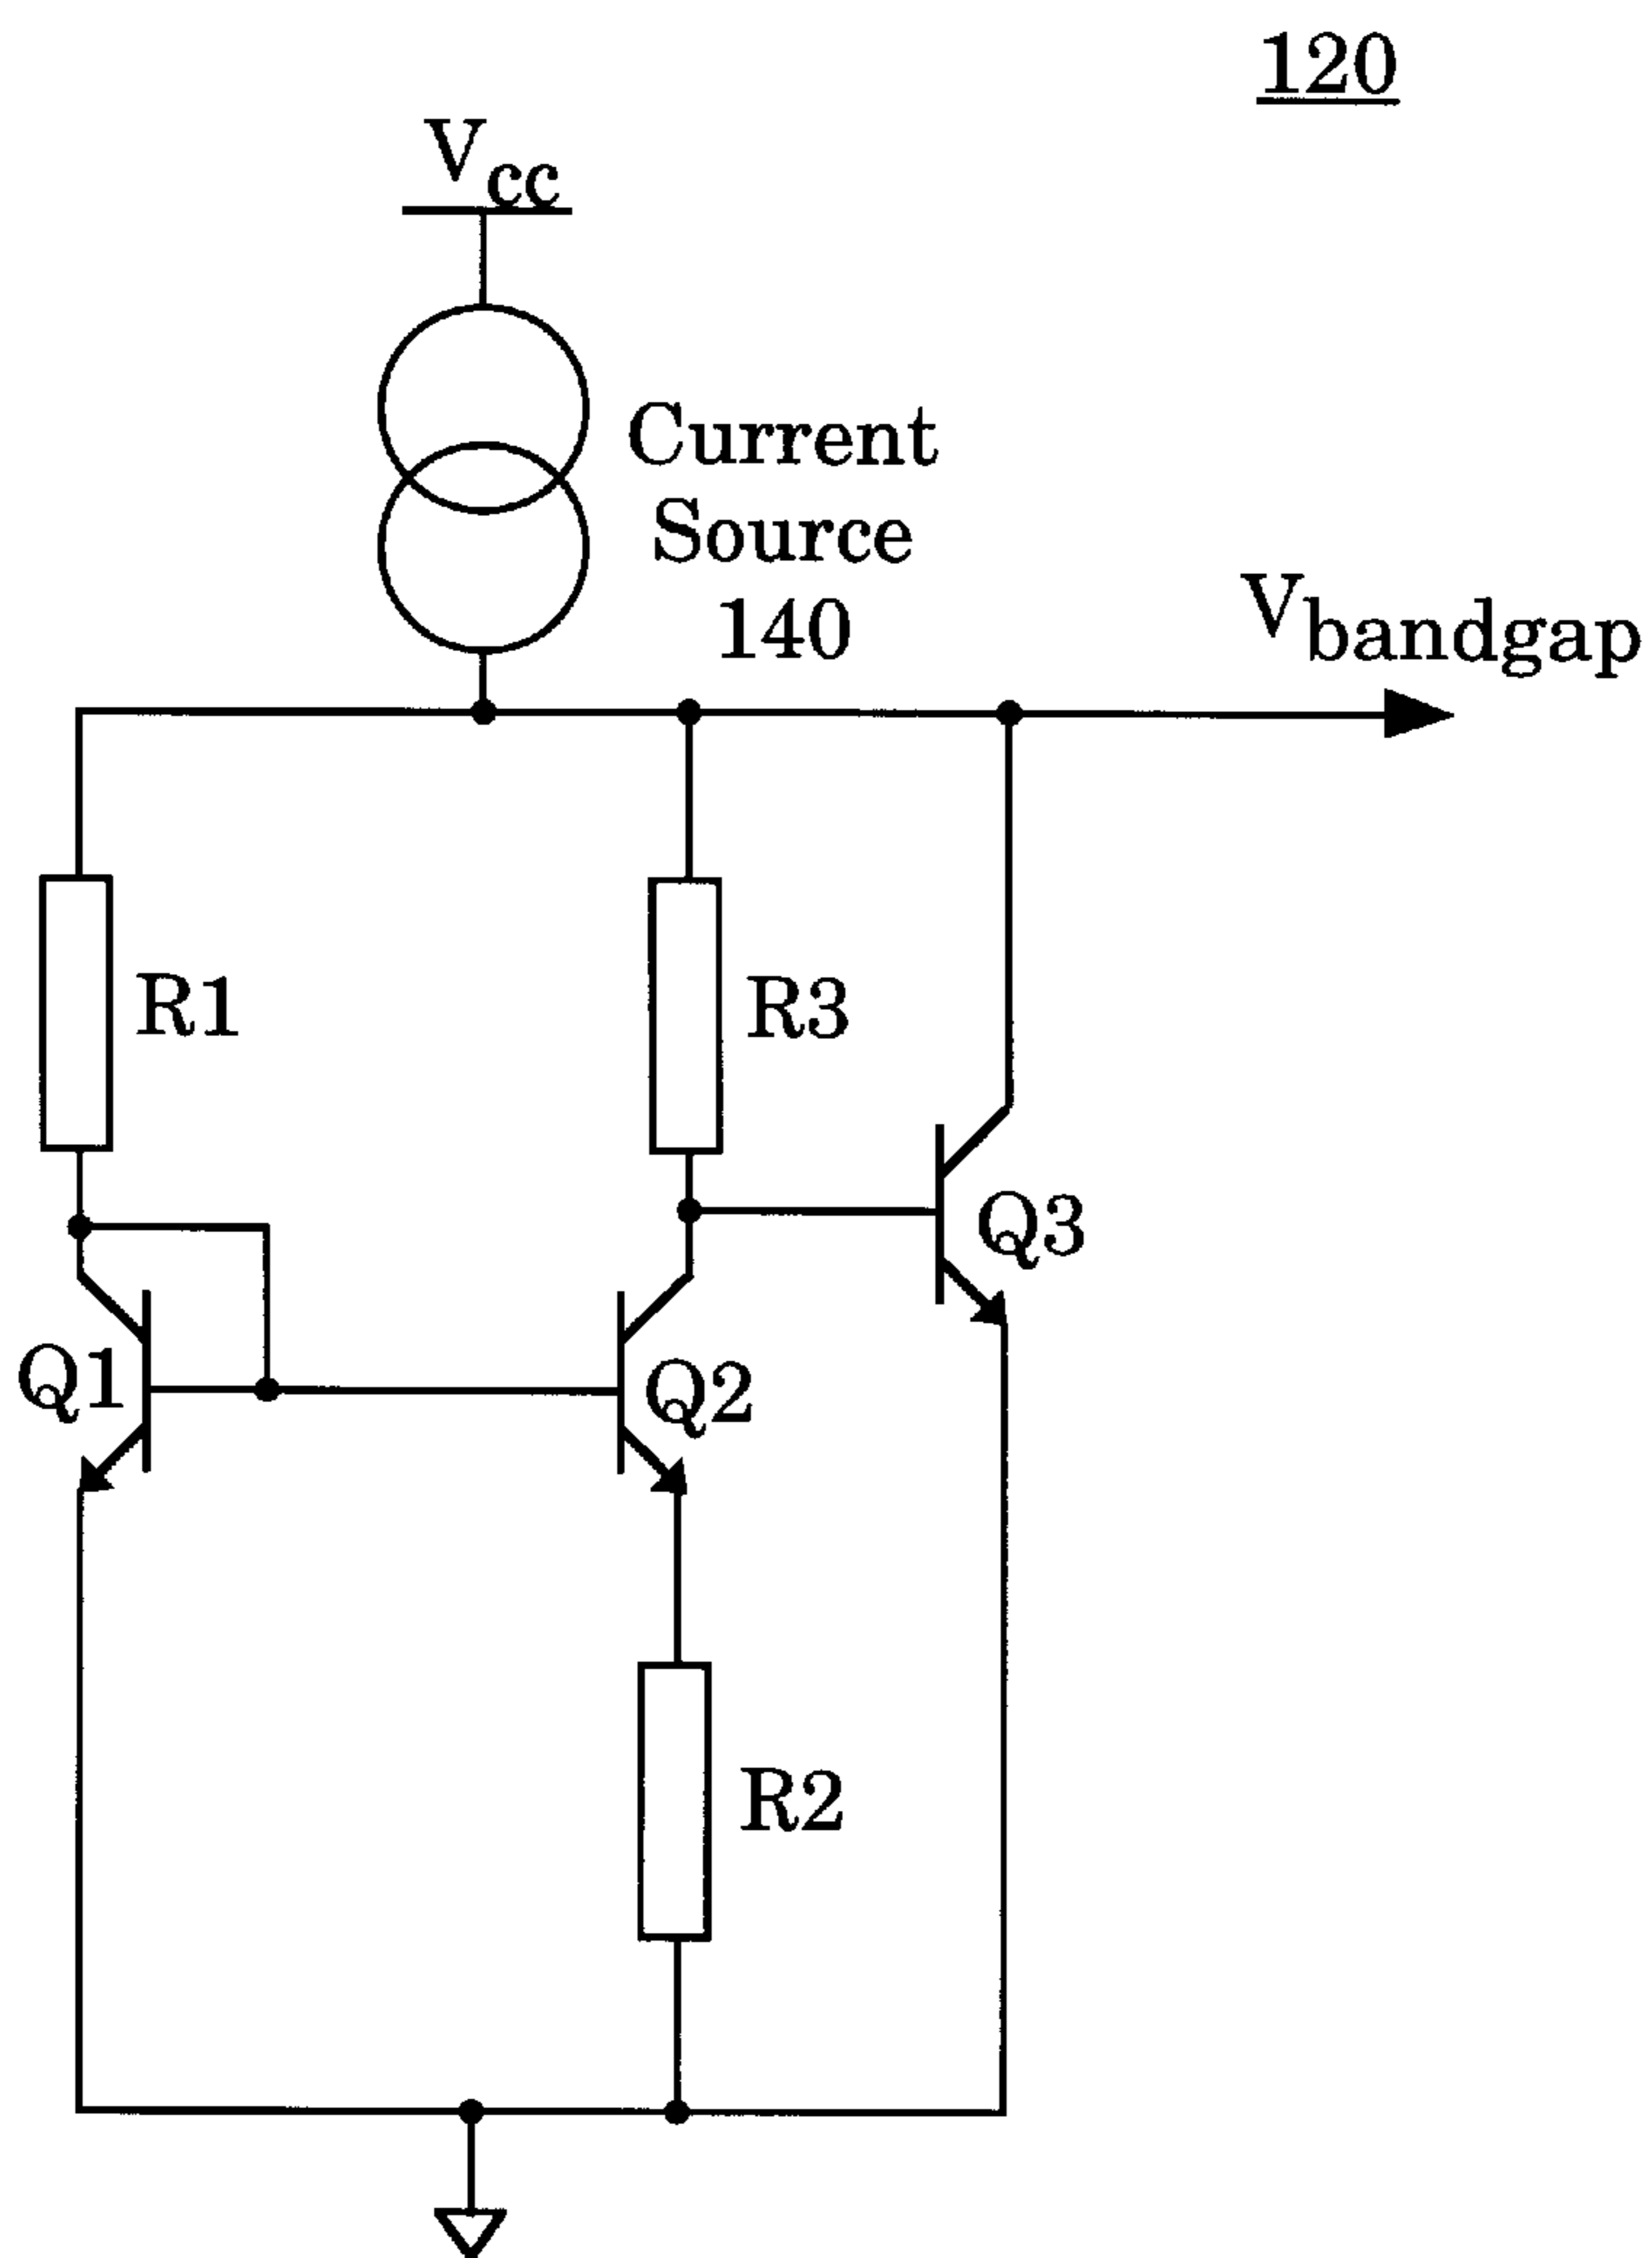 120
Vcc
Current
Source
140
Vbandgap
R1
R3
Q3
Q1
Q2
R2